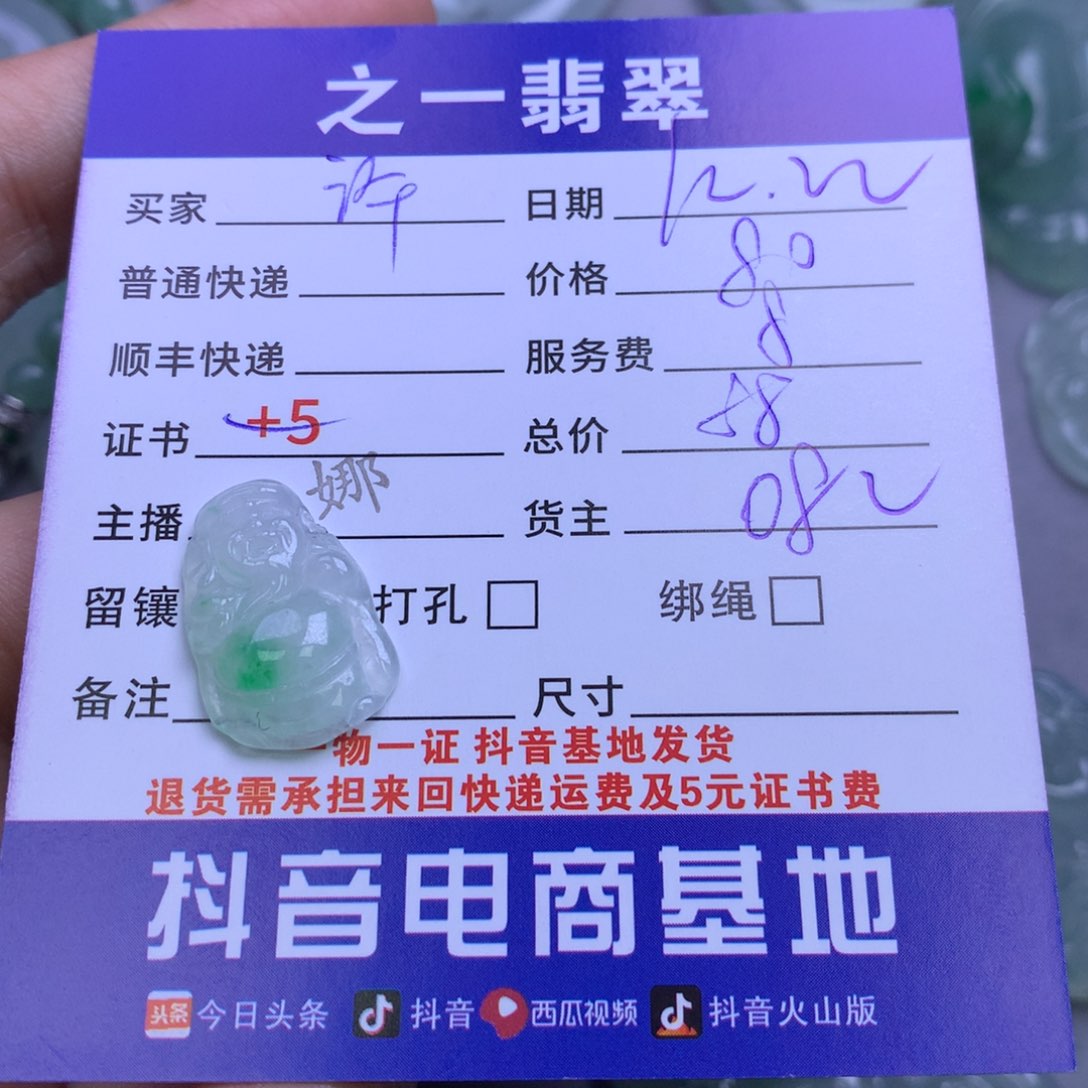 之一翡翠
买家 许 日期 12.22
普通快递 价格 80
顺丰快递 服务费 8
证书 +5 总价 88
主播 娜 货主 082
留镶 打孔 绑绳
备注 尺寸
一物一证 抖音基地发货
退货需承担来回快递运费及5元证书费
抖音电商基地
头条 今日头条 抖音 西瓜视频 抖音火山版